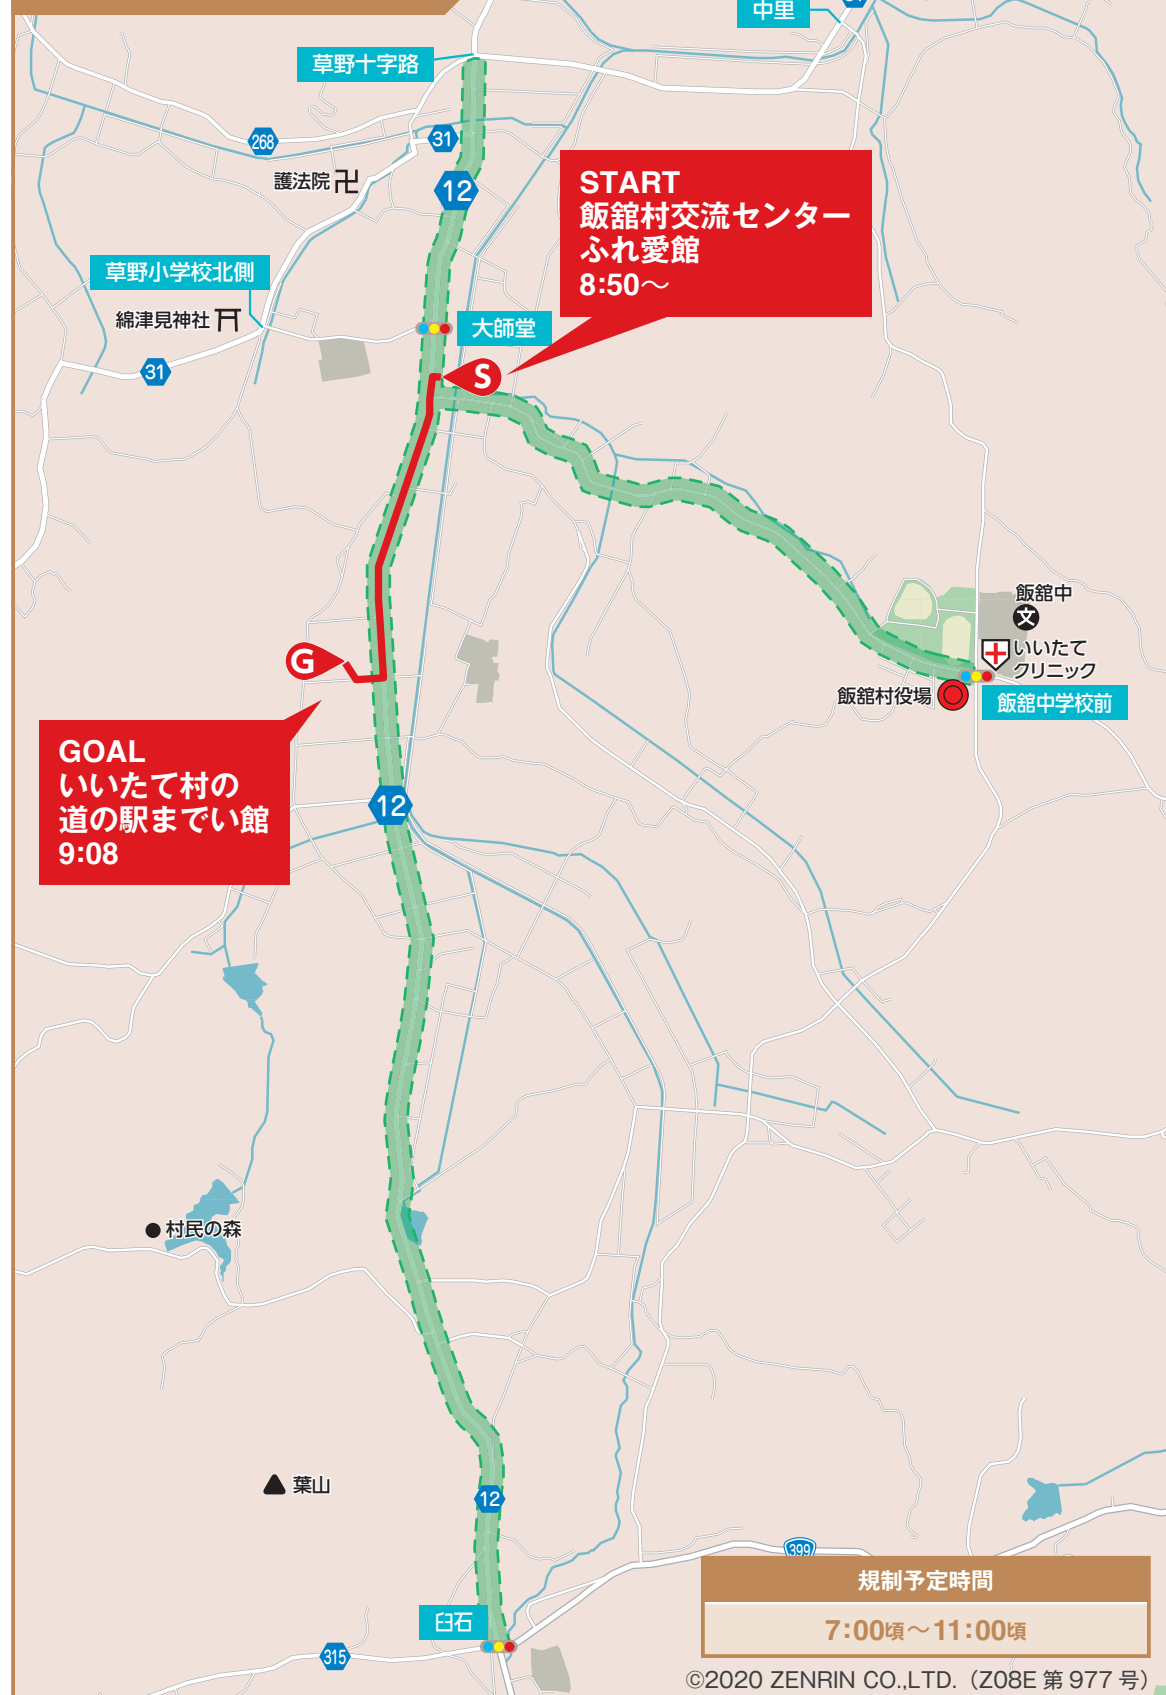 中里
草野十字路
268
31
護法院
12
START
飯舘村交流センター
ふれ愛館
8:50〜
草野小学校北側
綿津見神社
大師堂
31
S
飯舘中
文
いいたて
クリニック
飯舘村役場
飯舘中学校前
G
GOAL
いいたて村の
道の駅までい館
9:08
12
村民の森
葉山
12
399
規制予定時間
7:00頃〜11:00頃
臼石
315
©2020 ZENRIN CO.,LTD.（Z08E 第 977 号）